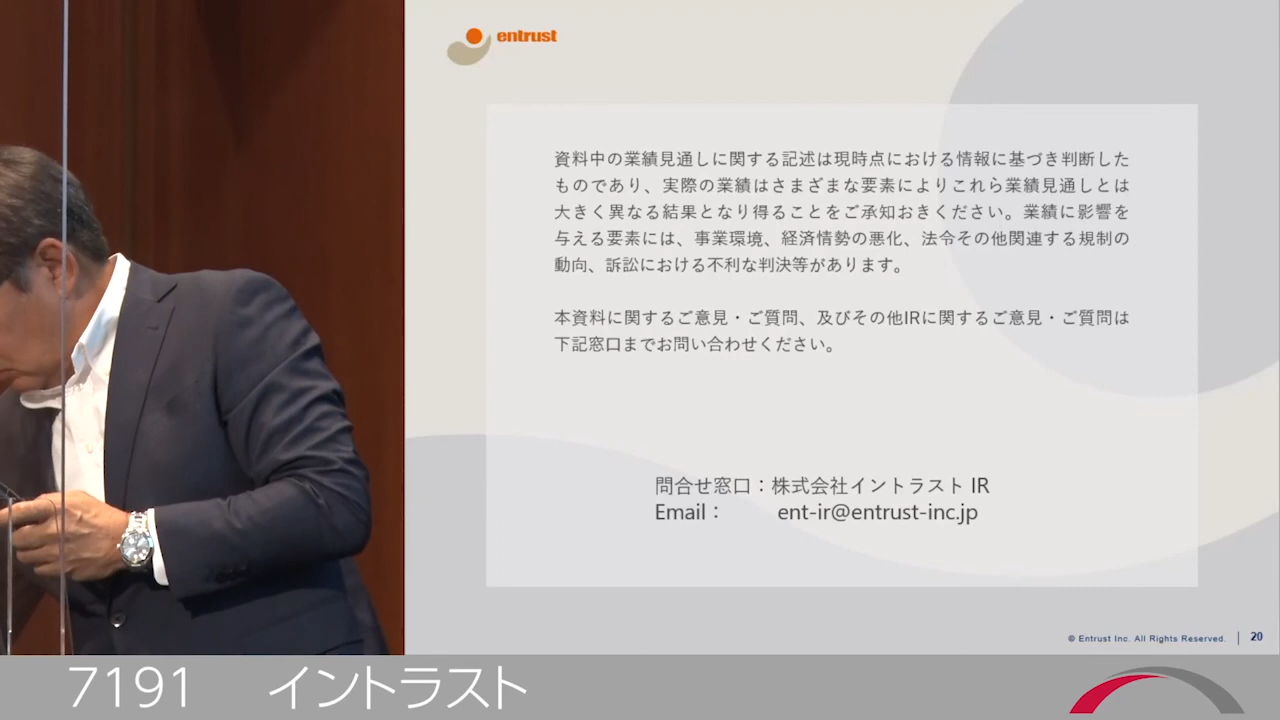 entrust
資料中の業績見通しに関する記述は現時点における情報に基づき判断した
ものであり、実際の業績はさまざまな要素によりこれら業績見通しとは
大きく異なる結果となり得ることをご承知おきください。業績に影響を
与える要素には、事業環境、経済情勢の悪化、法令その他関連する規制の
動向、訴訟における不利な判決等があります。
本資料に関するご意見・ご質問、及びその他IRに関するご意見・ご質問は
下記窓口までお問い合わせください。
問合せ窓口：株式会社イントラスト IR
Email： ent-ir@entrust-inc.jp
© Entrust Inc. All Rights Reserved. | 20
7191 イントラスト